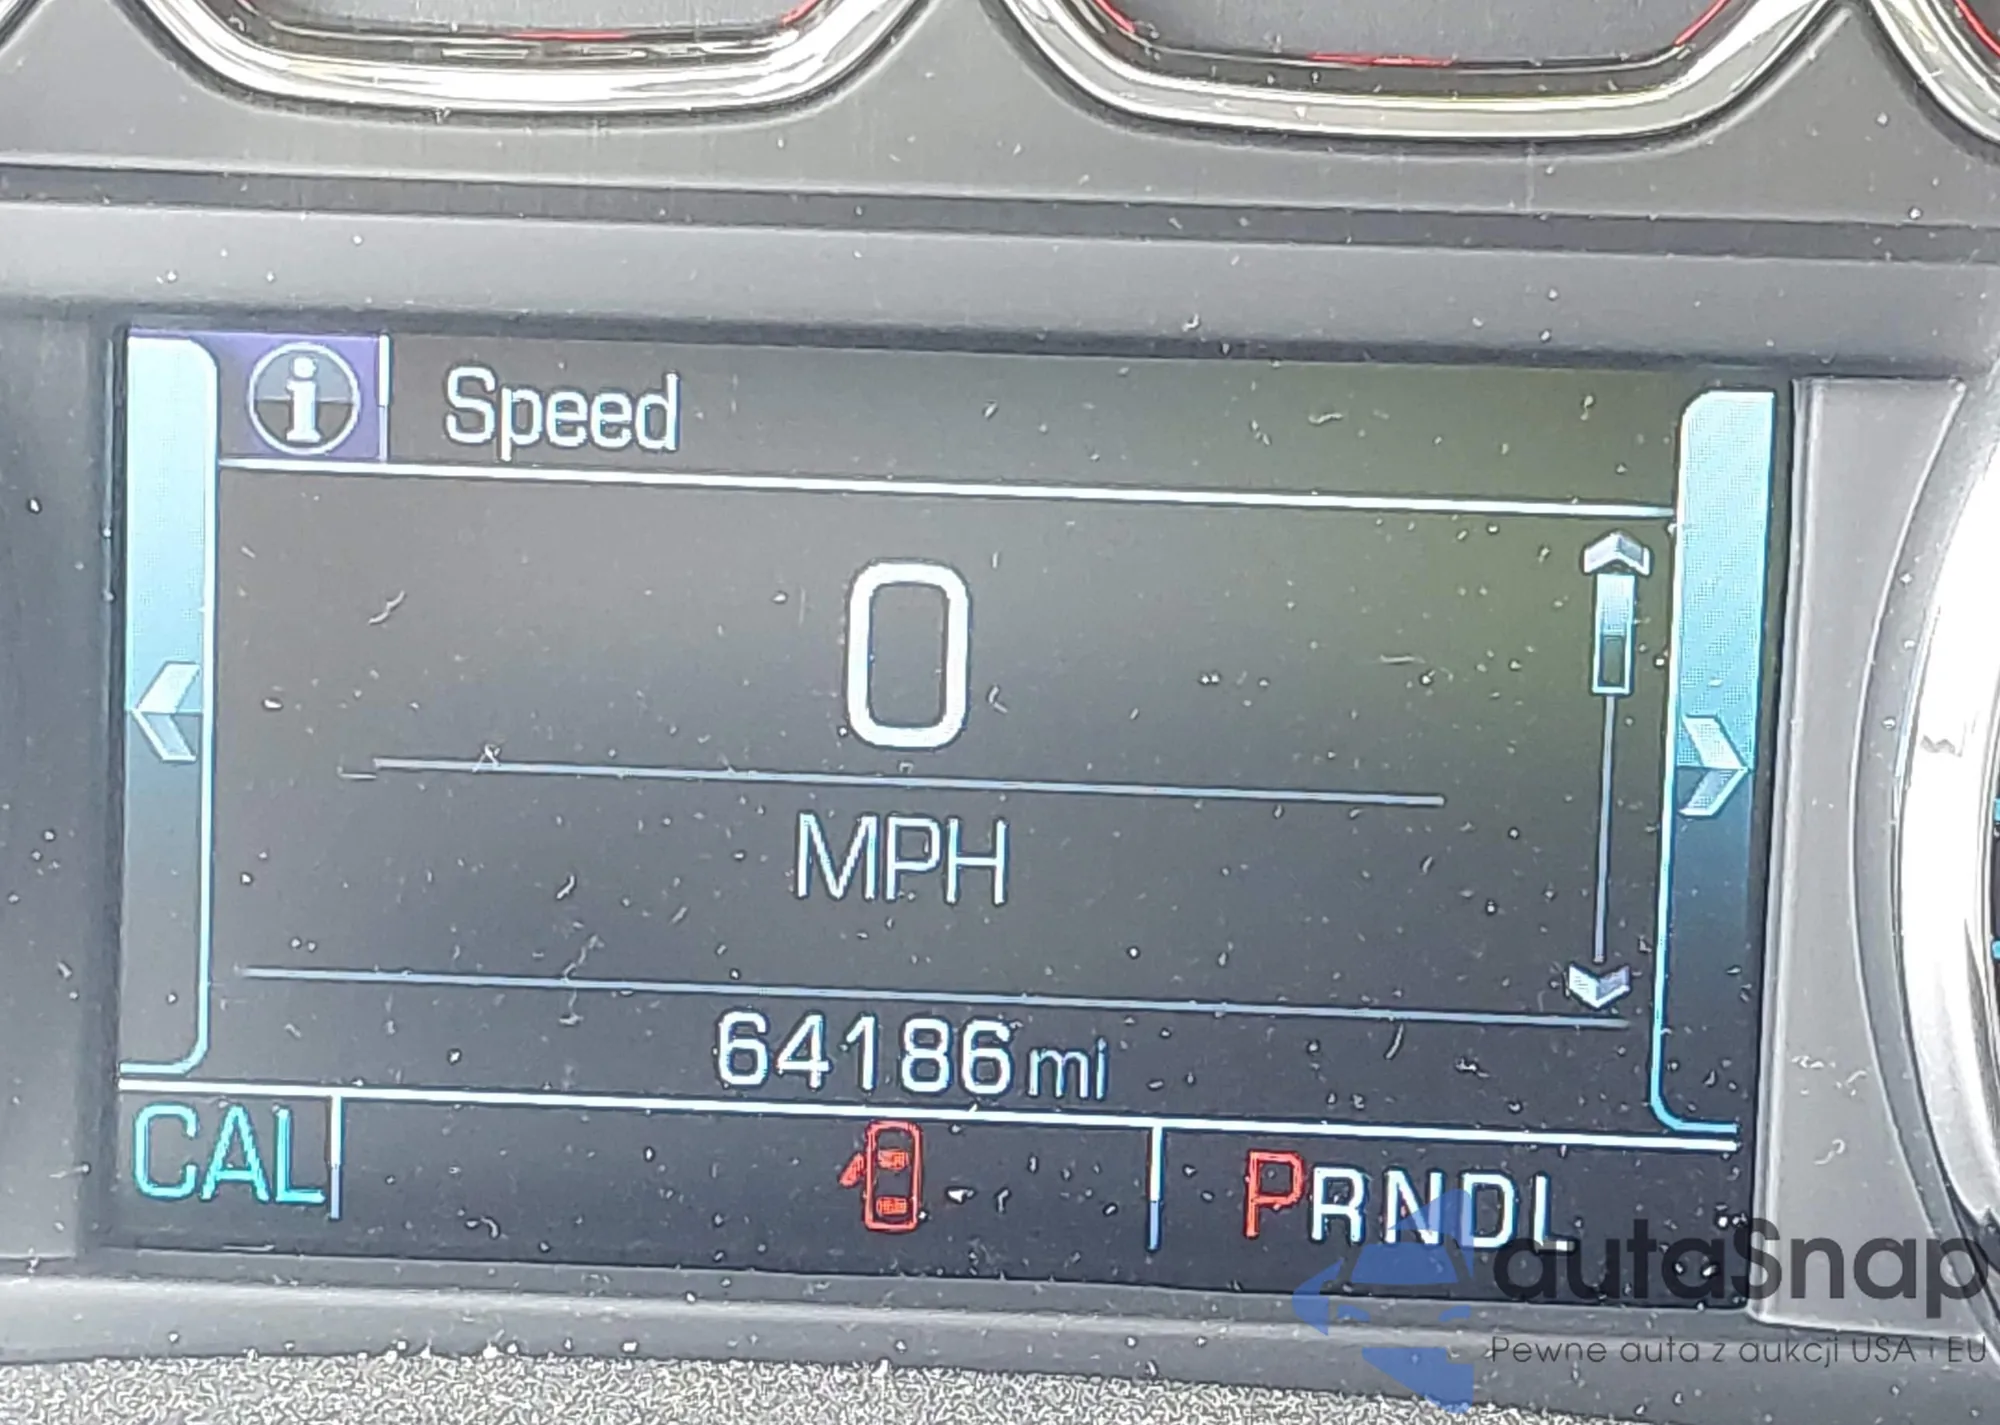 Speed
0
MPH
64186 mi
CAL
PRNDL
autaSnap
Pewne auta z aukcji USA i EU